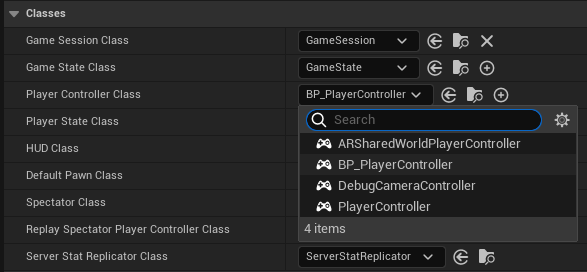 Classes
Game Session Class GameSession
Game State Class GameState
Player Controller Class BP_PlayerController
Player State Class Search
HUD Class ARSharedWorldPlayerController
BP_PlayerController
Default Pawn Class DebugCameraController
Spectator Class PlayerController
Replay Spectator Player Controller Class 4 items
Server Stat Replicator Class ServerStatReplicator